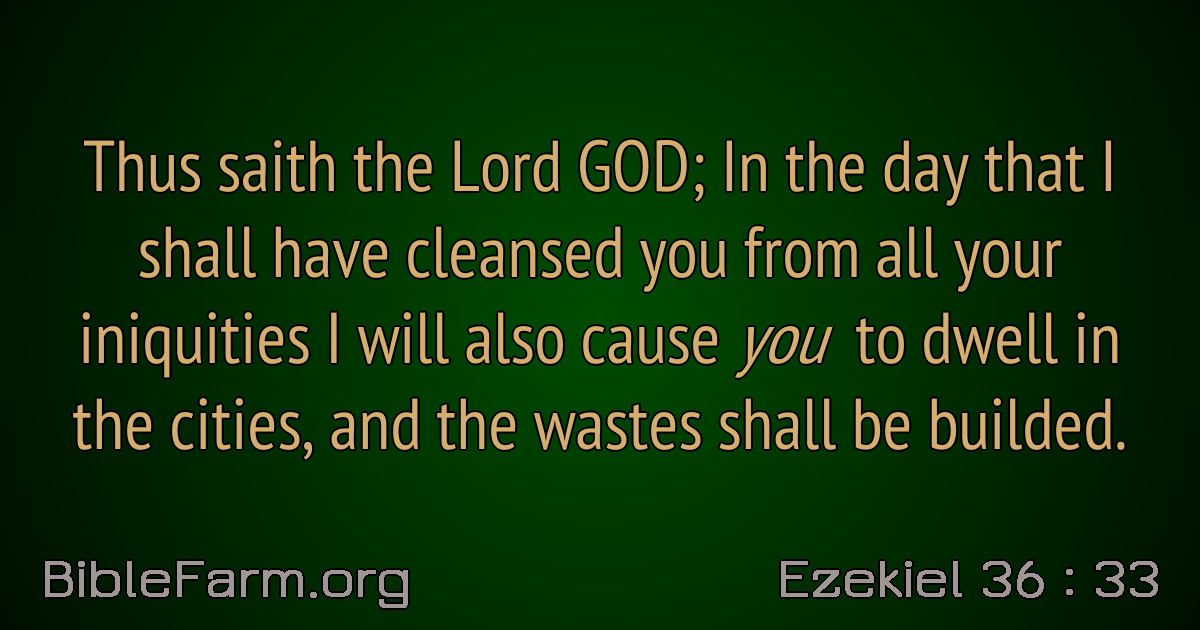 Thus saith the Lord GOD; In the day that I
shall have cleansed you from all your
iniquities I will also cause you to dwell in
the cities, and the wastes shall be builded.
BibleFarm.org
Ezekiel 36 : 33